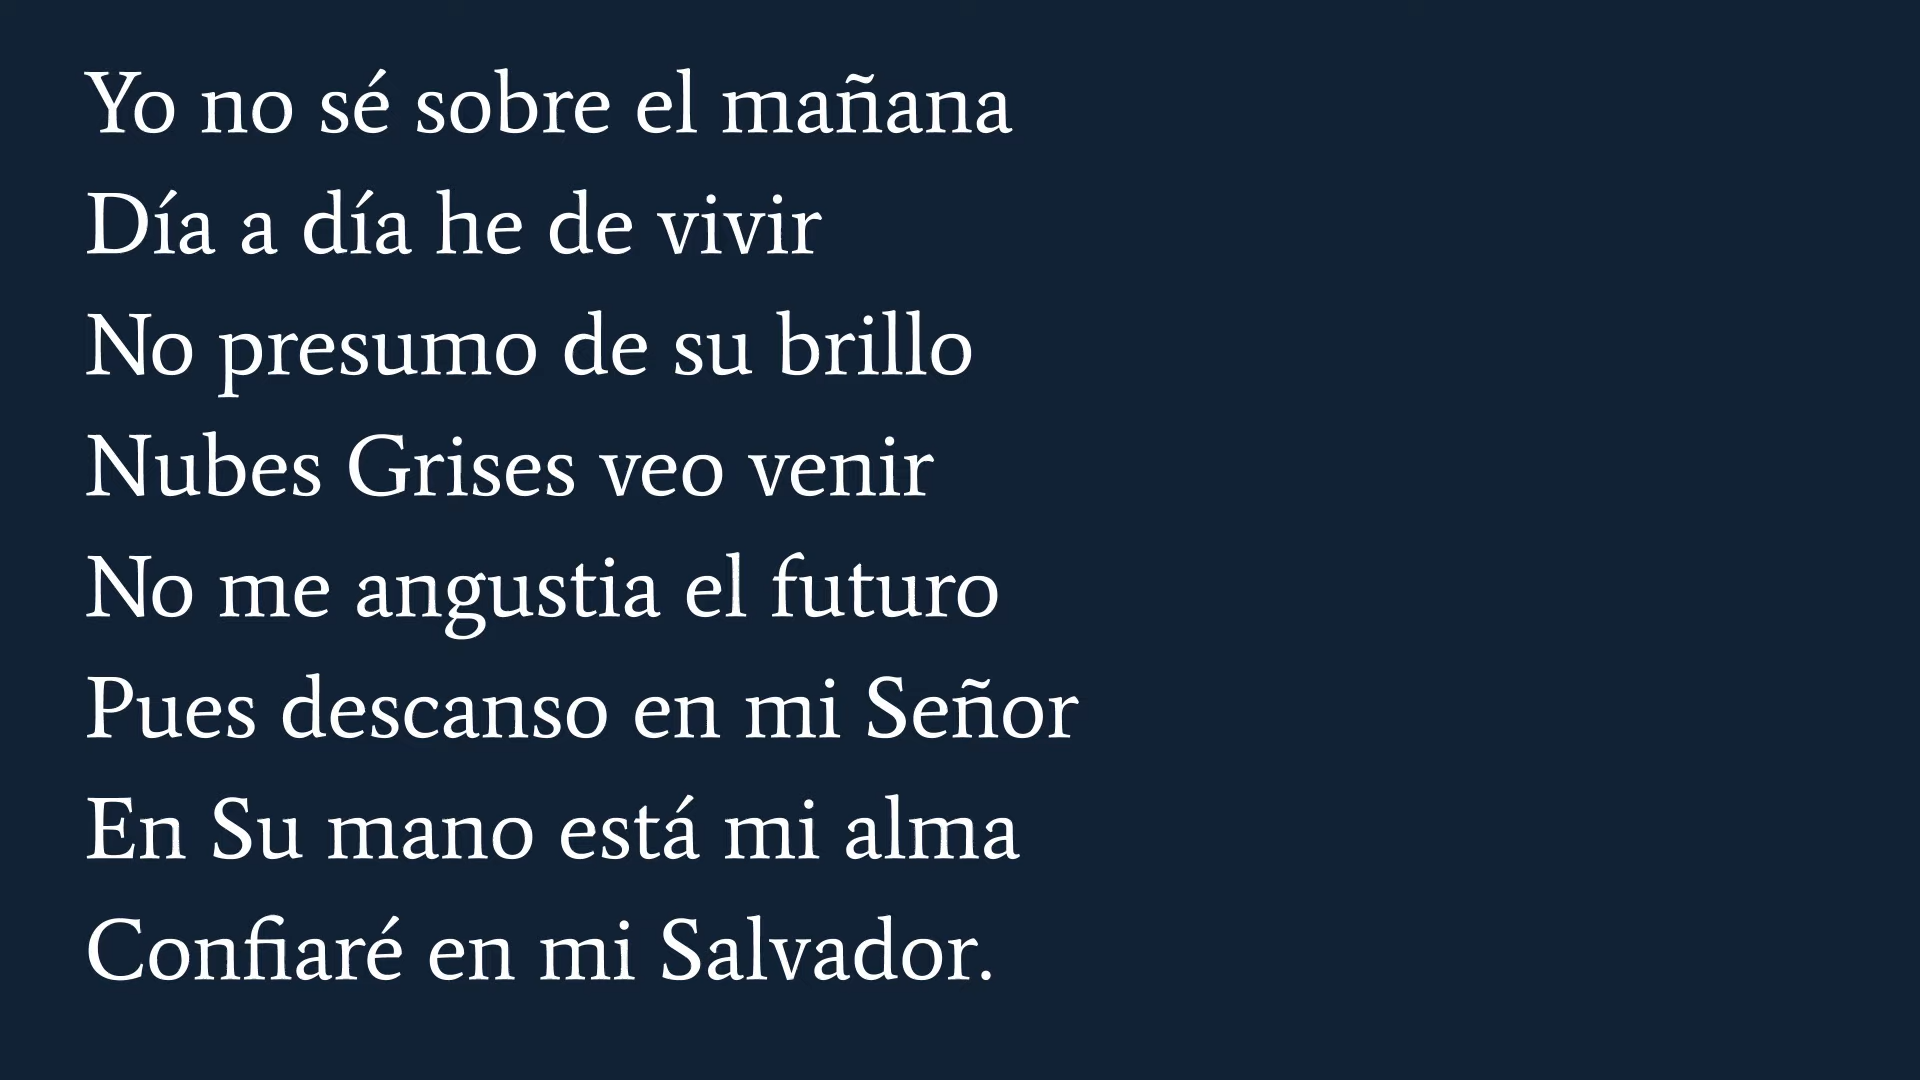 Yo no sé sobre el mañana
Día a día he de vivir
No presumo de su brillo
Nubes Grises veo venir
No me angustia el futuro
Pues descanso en mi Señor
En Su mano está mi alma
Confiaré en mi Salvador.